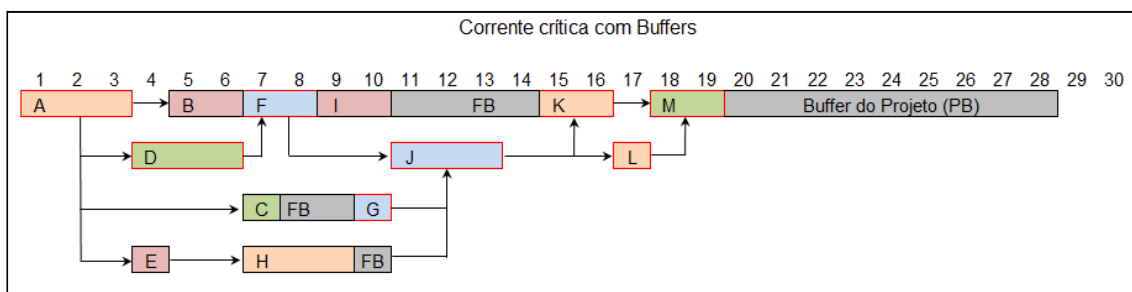 Corrente crítica com Buffers
1 2 3 4 5 6 7 8 9 10 11 12 13 14 15 16 17 18 19 20 21 22 23 24 25 26 27 28 29 30
A B F I FB K M Buffer do Projeto (PB)
D J L
C FB G
E H FB